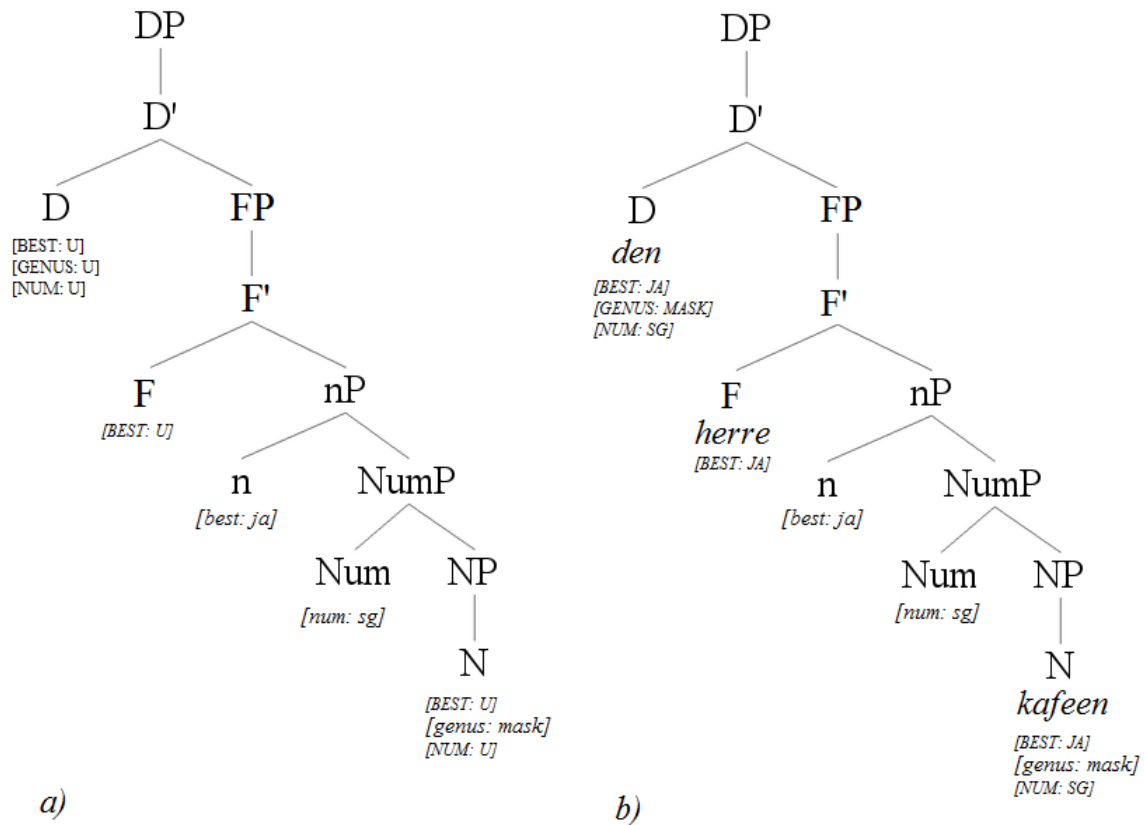 DP
D'
D
FP
[BEST: U]
[GENUS: U]
[NUM: U]
F'
F
nP
[BEST: U]
n
NumP
[best: ja]
Num
NP
[num: sg]
N
[BEST: U]
[genus: mask]
[NUM: U]
a)
DP
D'
D
FP
den
[BEST: JA]
[GENUS: MASK]
[NUM: SG]
F'
F
nP
herre
[BEST: JA]
n
NumP
[best: ja]
Num
NP
[num: sg]
N
kafeen
[BEST: JA]
[genus: mask]
[NUM: SG]
b)